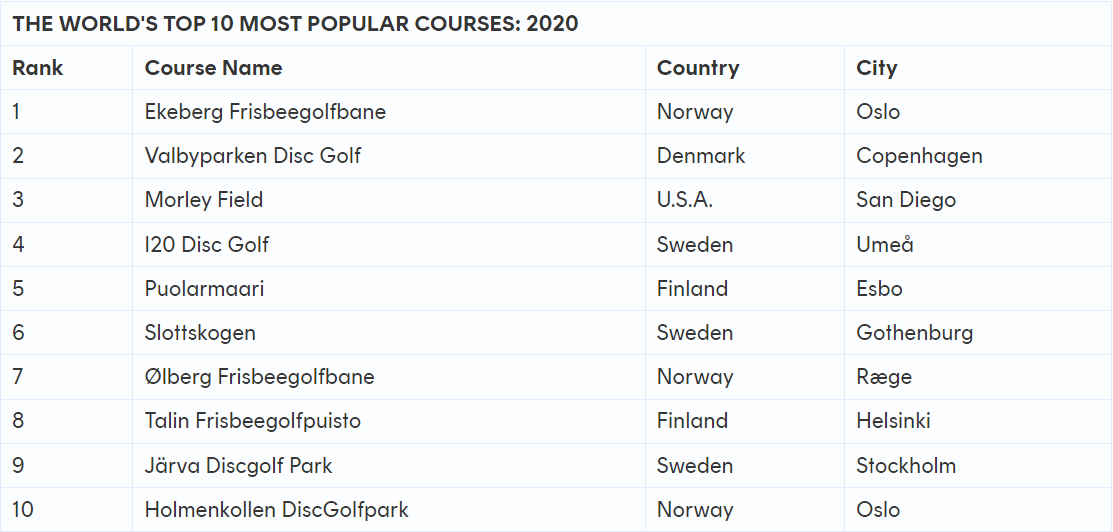 THE WORLD'S TOP 10 MOST POPULAR COURSES: 2020
Rank Course Name Country City
1 Ekeberg Frisbeegolfbane Norway Oslo
2 Valbyparken Disc Golf Denmark Copenhagen
3 Morley Field U.S.A. San Diego
4 I20 Disc Golf Sweden Umeå
5 Puolarmaari Finland Esbo
6 Slottskogen Sweden Gothenburg
7 Ølberg Frisbeegolfbane Norway Ræge
8 Talin Frisbeegolfpuisto Finland Helsinki
9 Järva Discgolf Park Sweden Stockholm
10 Holmenkollen DiscGolfpark Norway Oslo